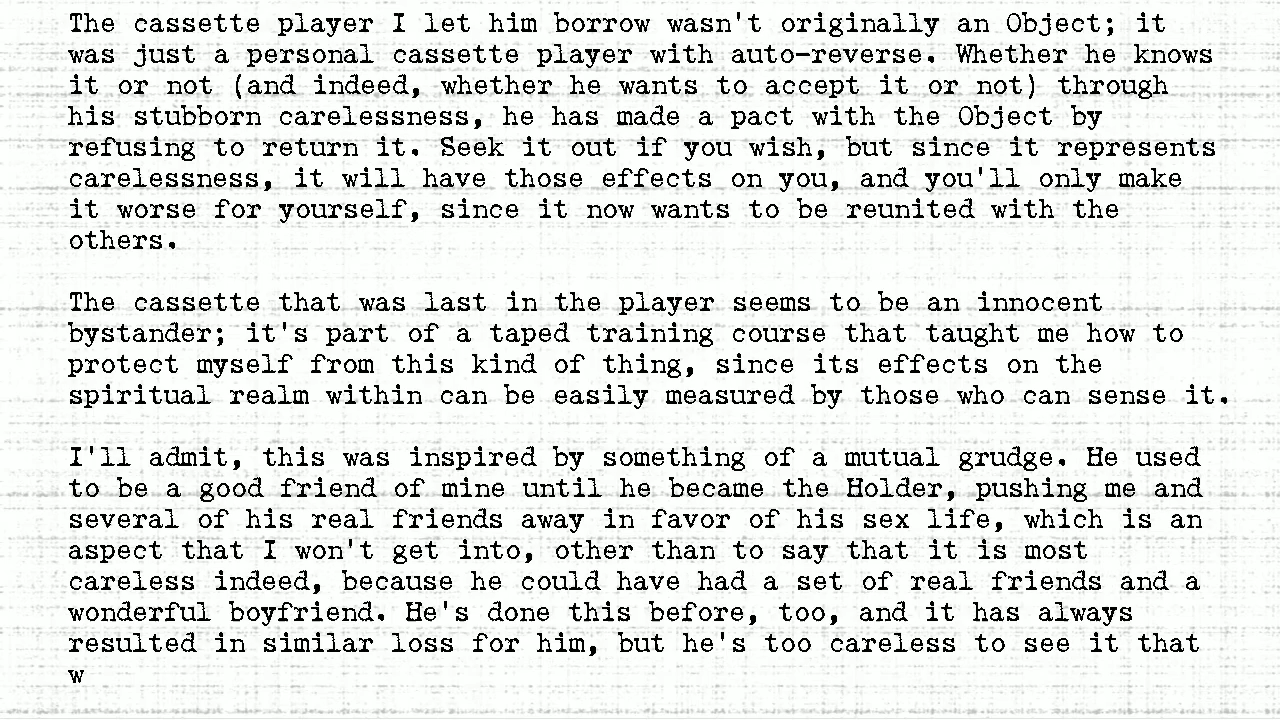 The cassette player I let him borrow wasn't originally an Object; it
was just a personal cassette player with auto-reverse. Whether he knows
it or not (and indeed, whether he wants to accept it or not) through
his stubborn carelessness, he has made a pact with the Object by
refusing to return it. Seek it out if you wish, but since it represents
carelessness, it will have those effects on you, and you'll only make
it worse for yourself, since it now wants to be reunited with the
others.

The cassette that was last in the player seems to be an innocent
bystander; it's part of a taped training course that taught me how to
protect myself from this kind of thing, since its effects on the
spiritual realm within can be easily measured by those who can sense it.

I'll admit, this was inspired by something of a mutual grudge. He used
to be a good friend of mine until he became the Holder, pushing me and
several of his real friends away in favor of his sex life, which is an
aspect that I won't get into, other than to say that it is most
careless indeed, because he could have had a set of real friends and a
wonderful boyfriend. He's done this before, too, and it has always
resulted in similar loss for him, but he's too careless to see it that
w